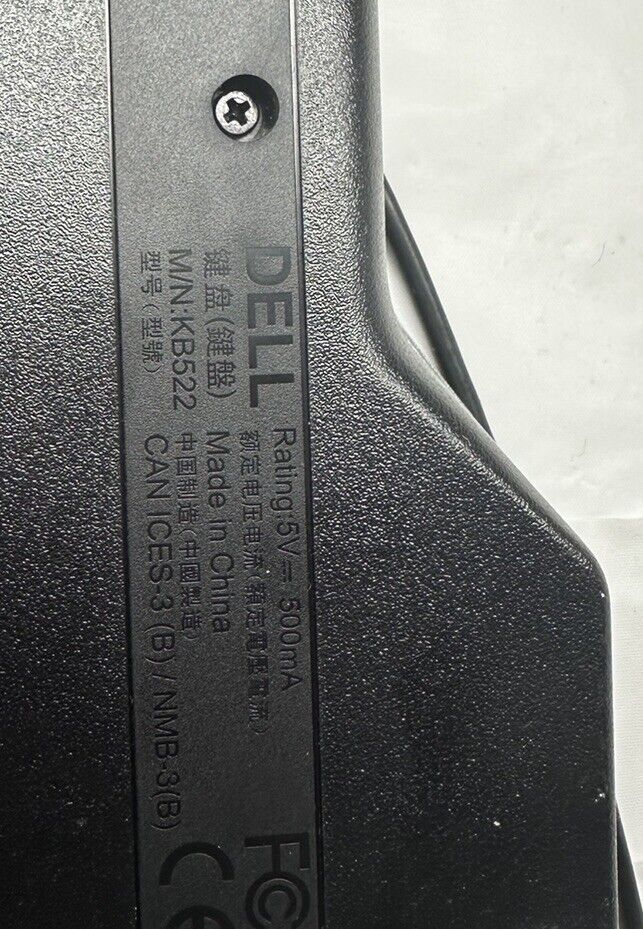 DELL
键盘(鍵盤)
M/N:KB522
型号(型號)
Rating:5V⎓ 500mA
额定电压电流(額定電壓電流)
Made in China
中国制造(中國製造)
CAN ICES-3 (B) / NMB-3(B)
FC
CE